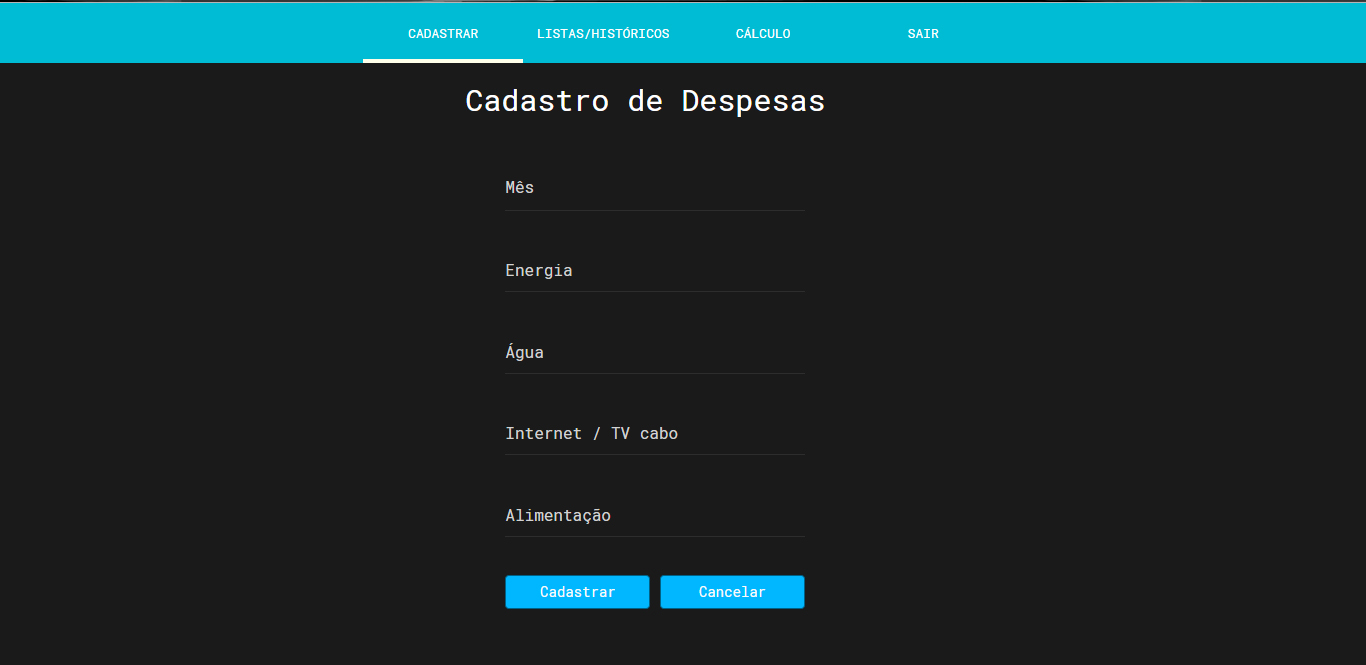 CADASTRAR LISTAS/HISTÓRICOS CÁLCULO SAIR
Cadastro de Despesas
Mês
Energia
Água
Internet / TV cabo
Alimentação
Cadastrar Cancelar